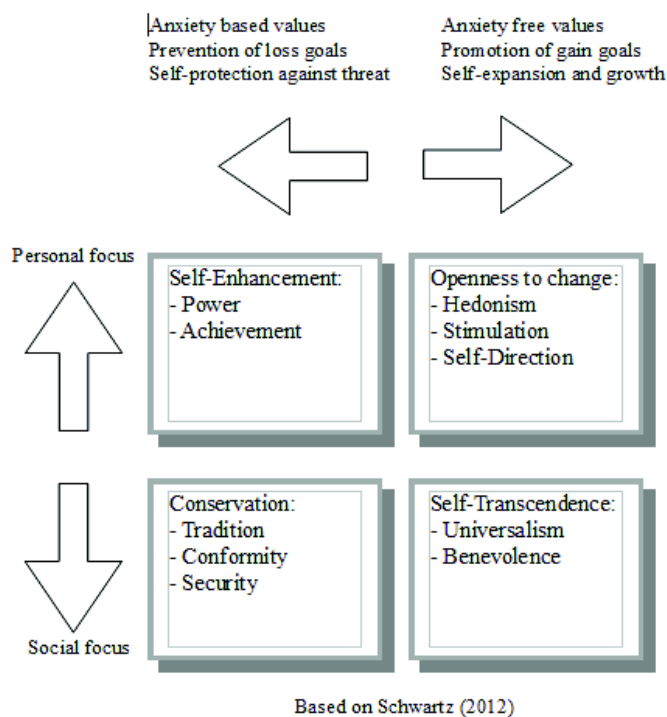 Anxiety based values
Prevention of loss goals
Self-protection against threat
Anxiety free values
Promotion of gain goals
Self-expansion and growth
Personal focus
Self-Enhancement:
- Power
- Achievement
Openness to change:
- Hedonism
- Stimulation
- Self-Direction
Conservation:
- Tradition
- Conformity
- Security
Self-Transcendence:
- Universalism
- Benevolence
Social focus
Based on Schwartz (2012)